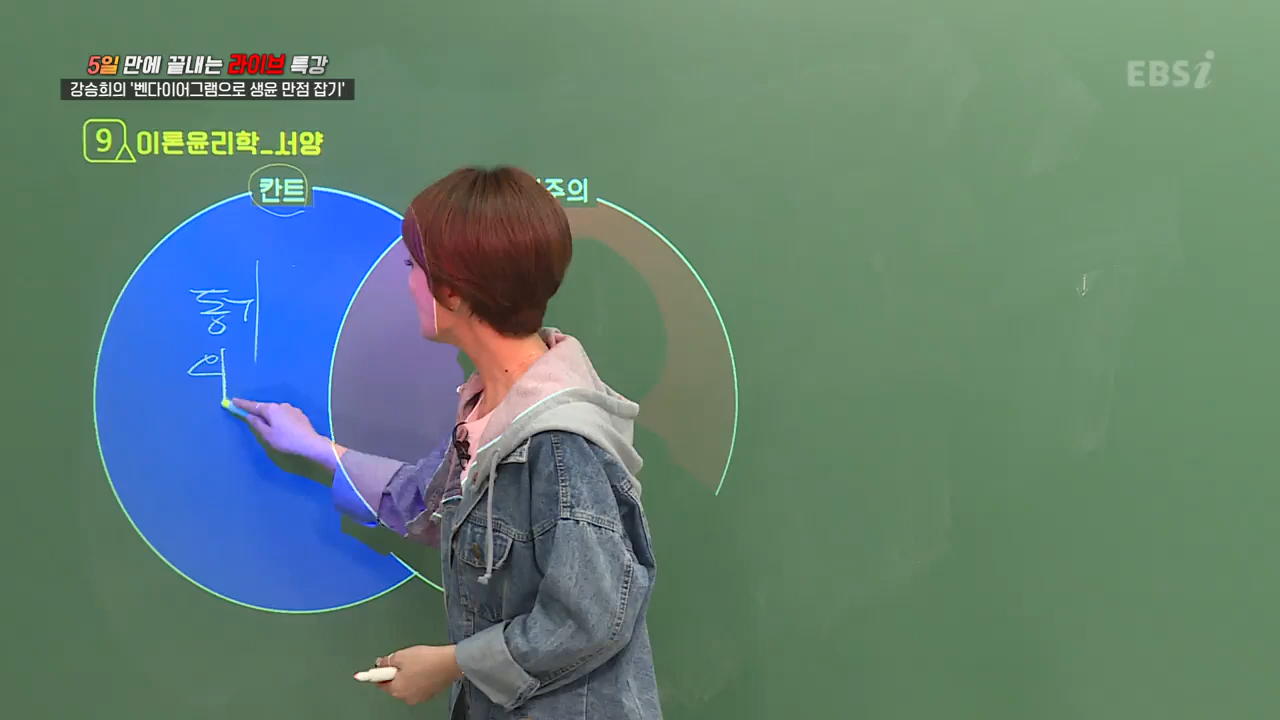 5일 만에 끝내는 라이브 특강
강승희의 '벤다이어그램으로 생윤 만점 잡기'
EBSi
9 이론윤리학_서양
칸트
주의
동기
의